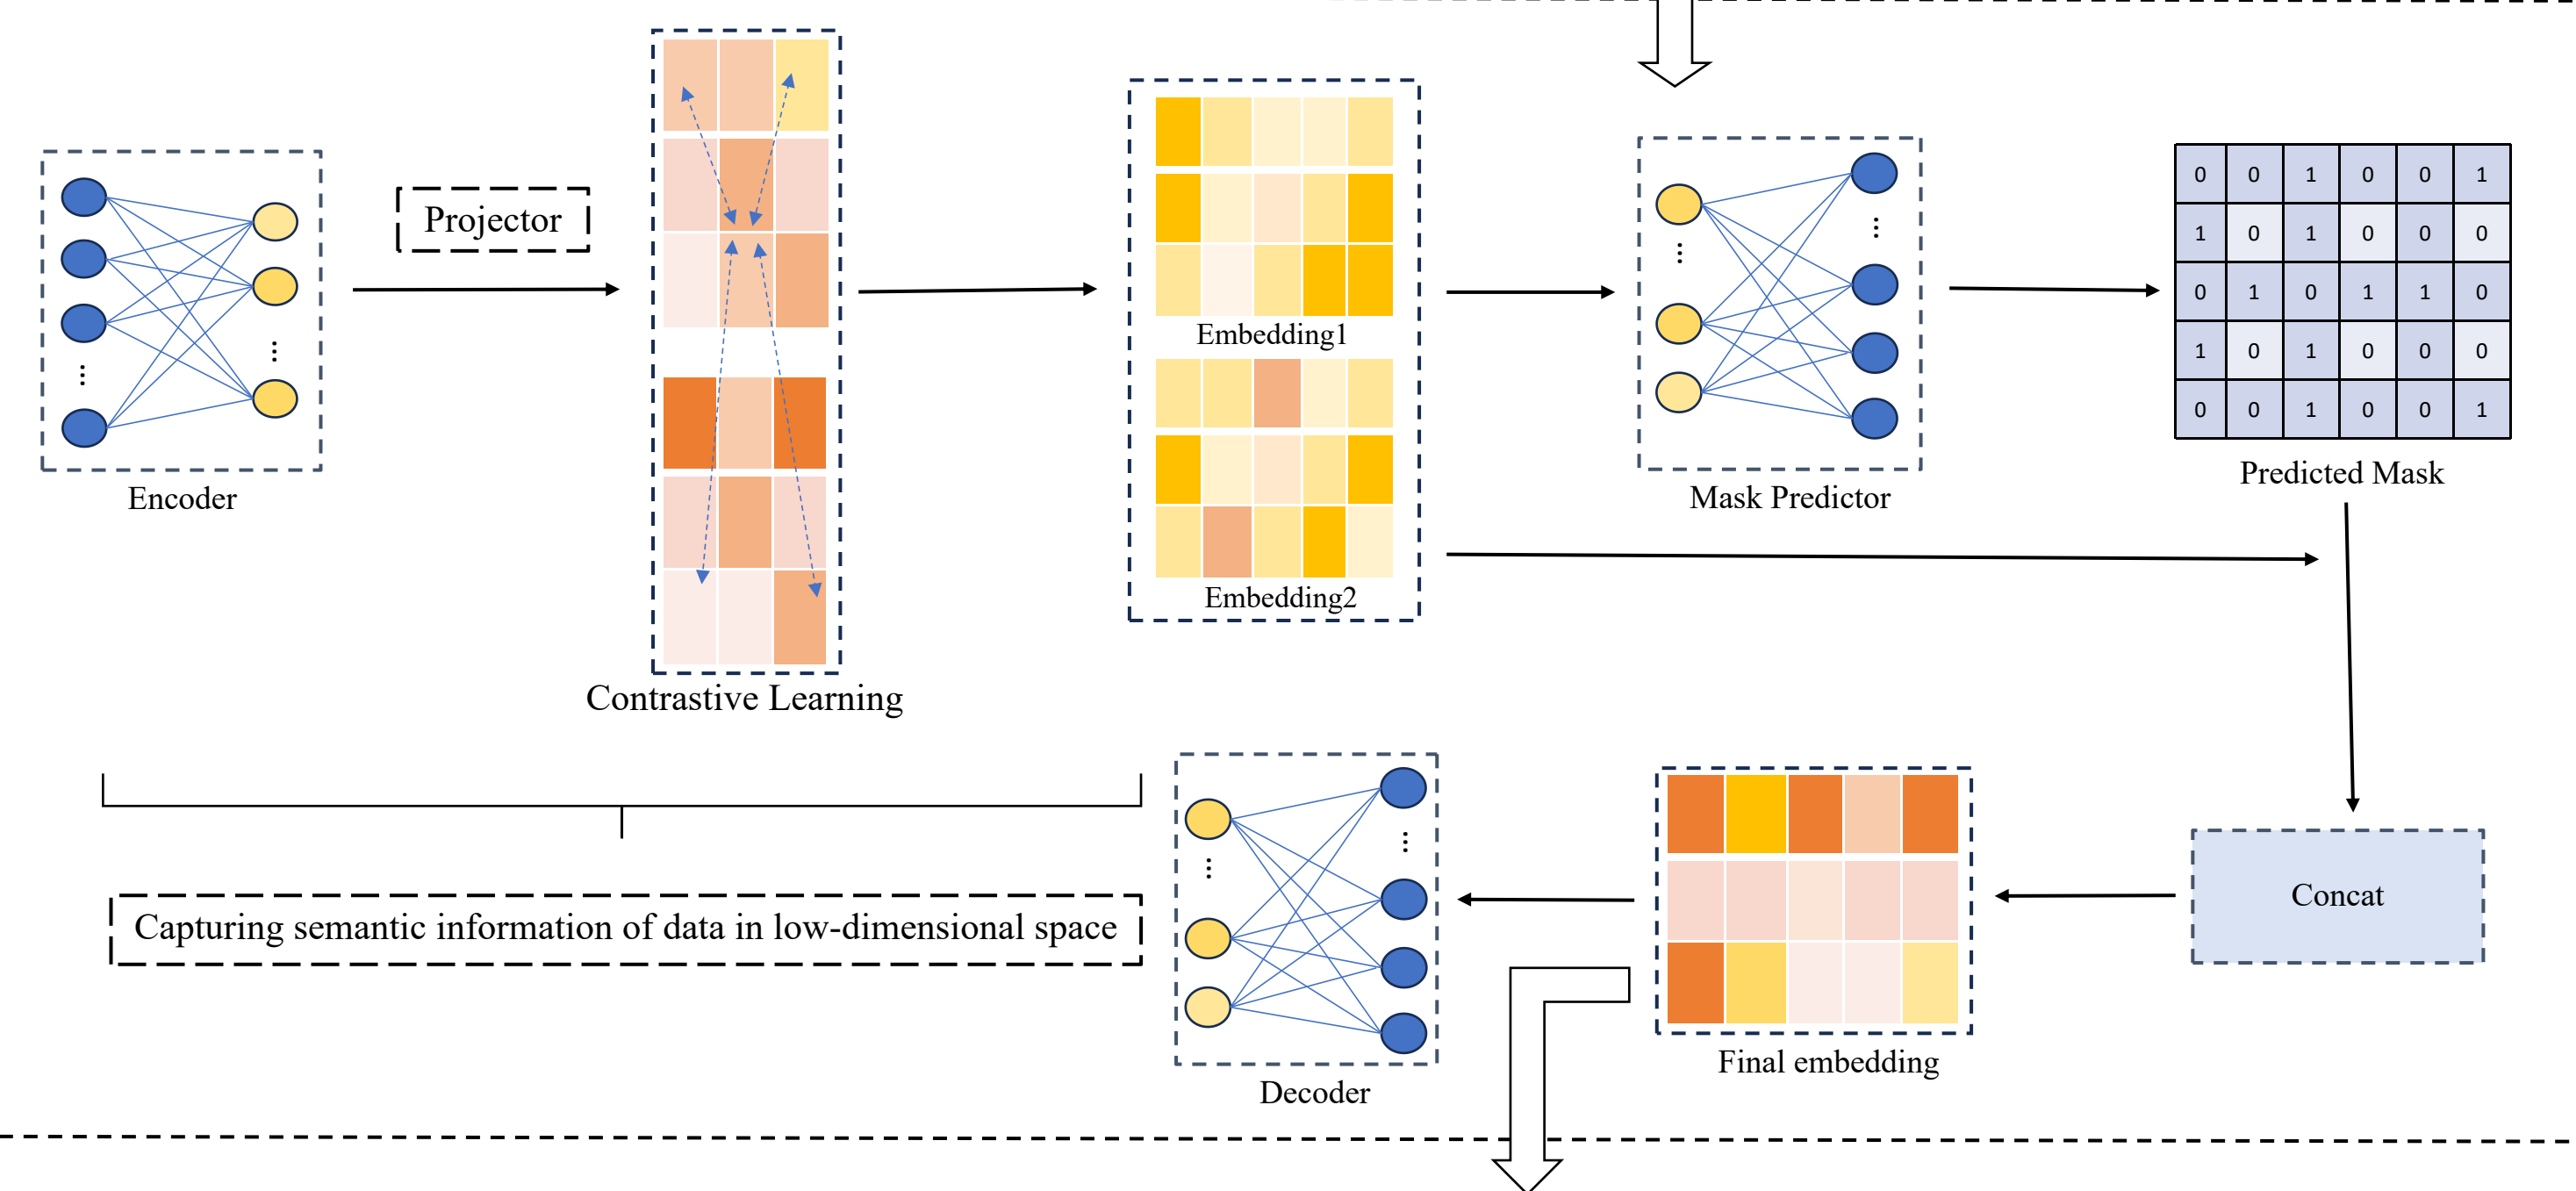 Encoder
Projector
Contrastive Learning
Embedding1
Embedding2
Mask Predictor
0 0 1 0 0 1
1 0 1 0 0 0
0 1 0 1 1 0
1 0 1 0 0 0
0 0 1 0 0 1
Predicted Mask
Concat
Final embedding
Decoder
Capturing semantic information of data in low-dimensional space